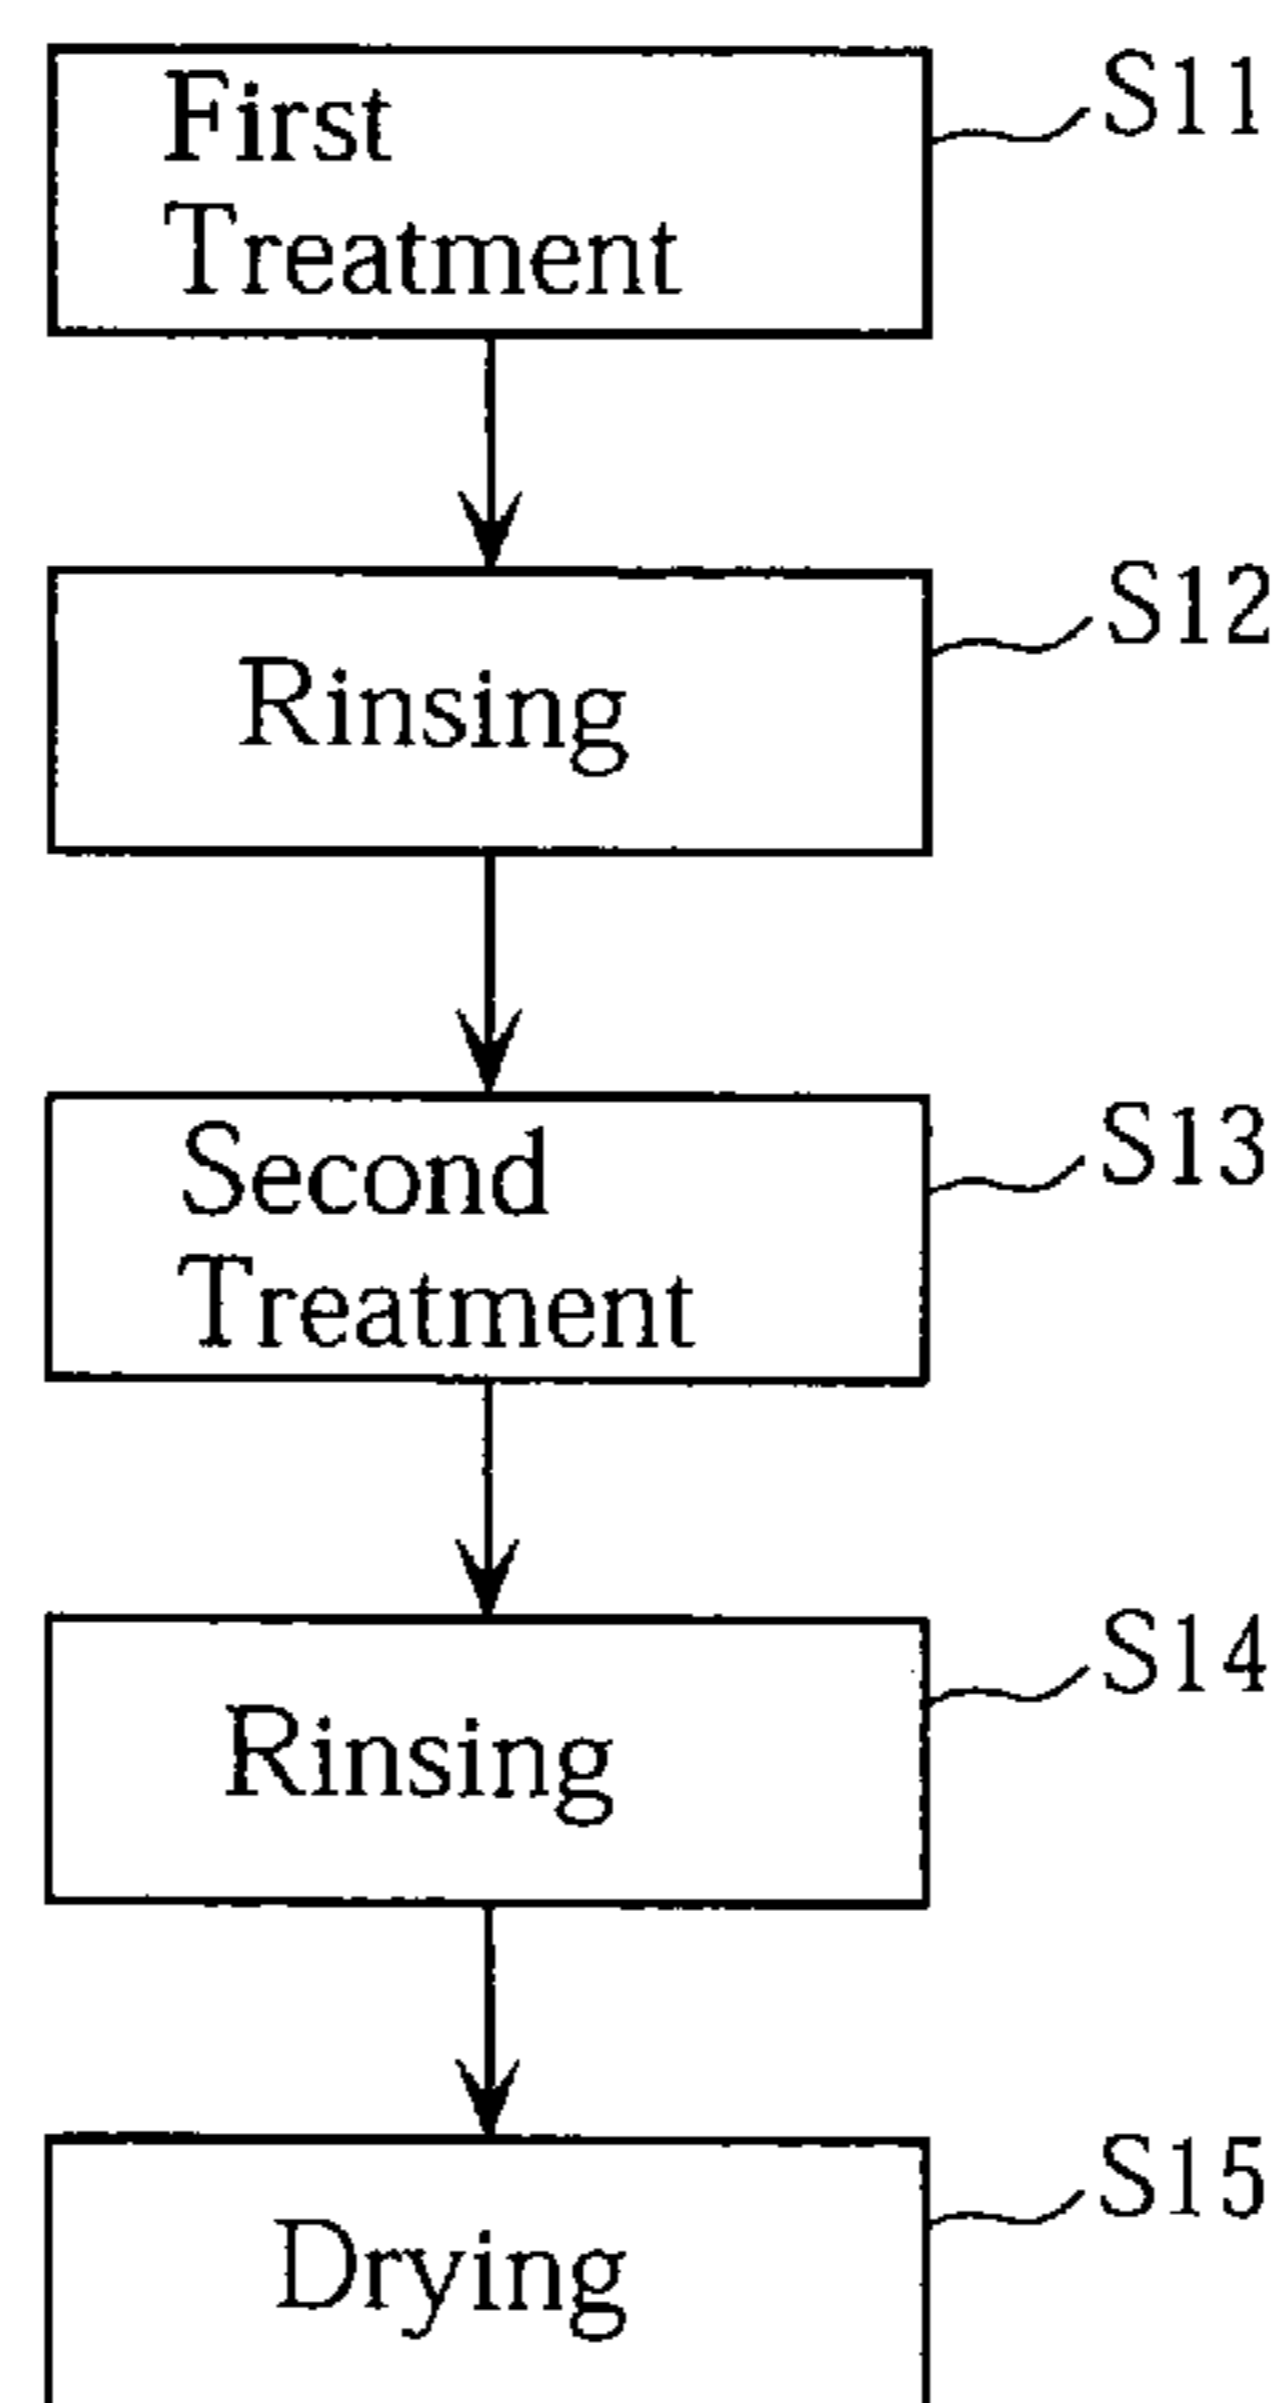 First
Treatment
S11
Rinsing
S12
Second
Treatment
S13
Rinsing
S14
Drying
S15